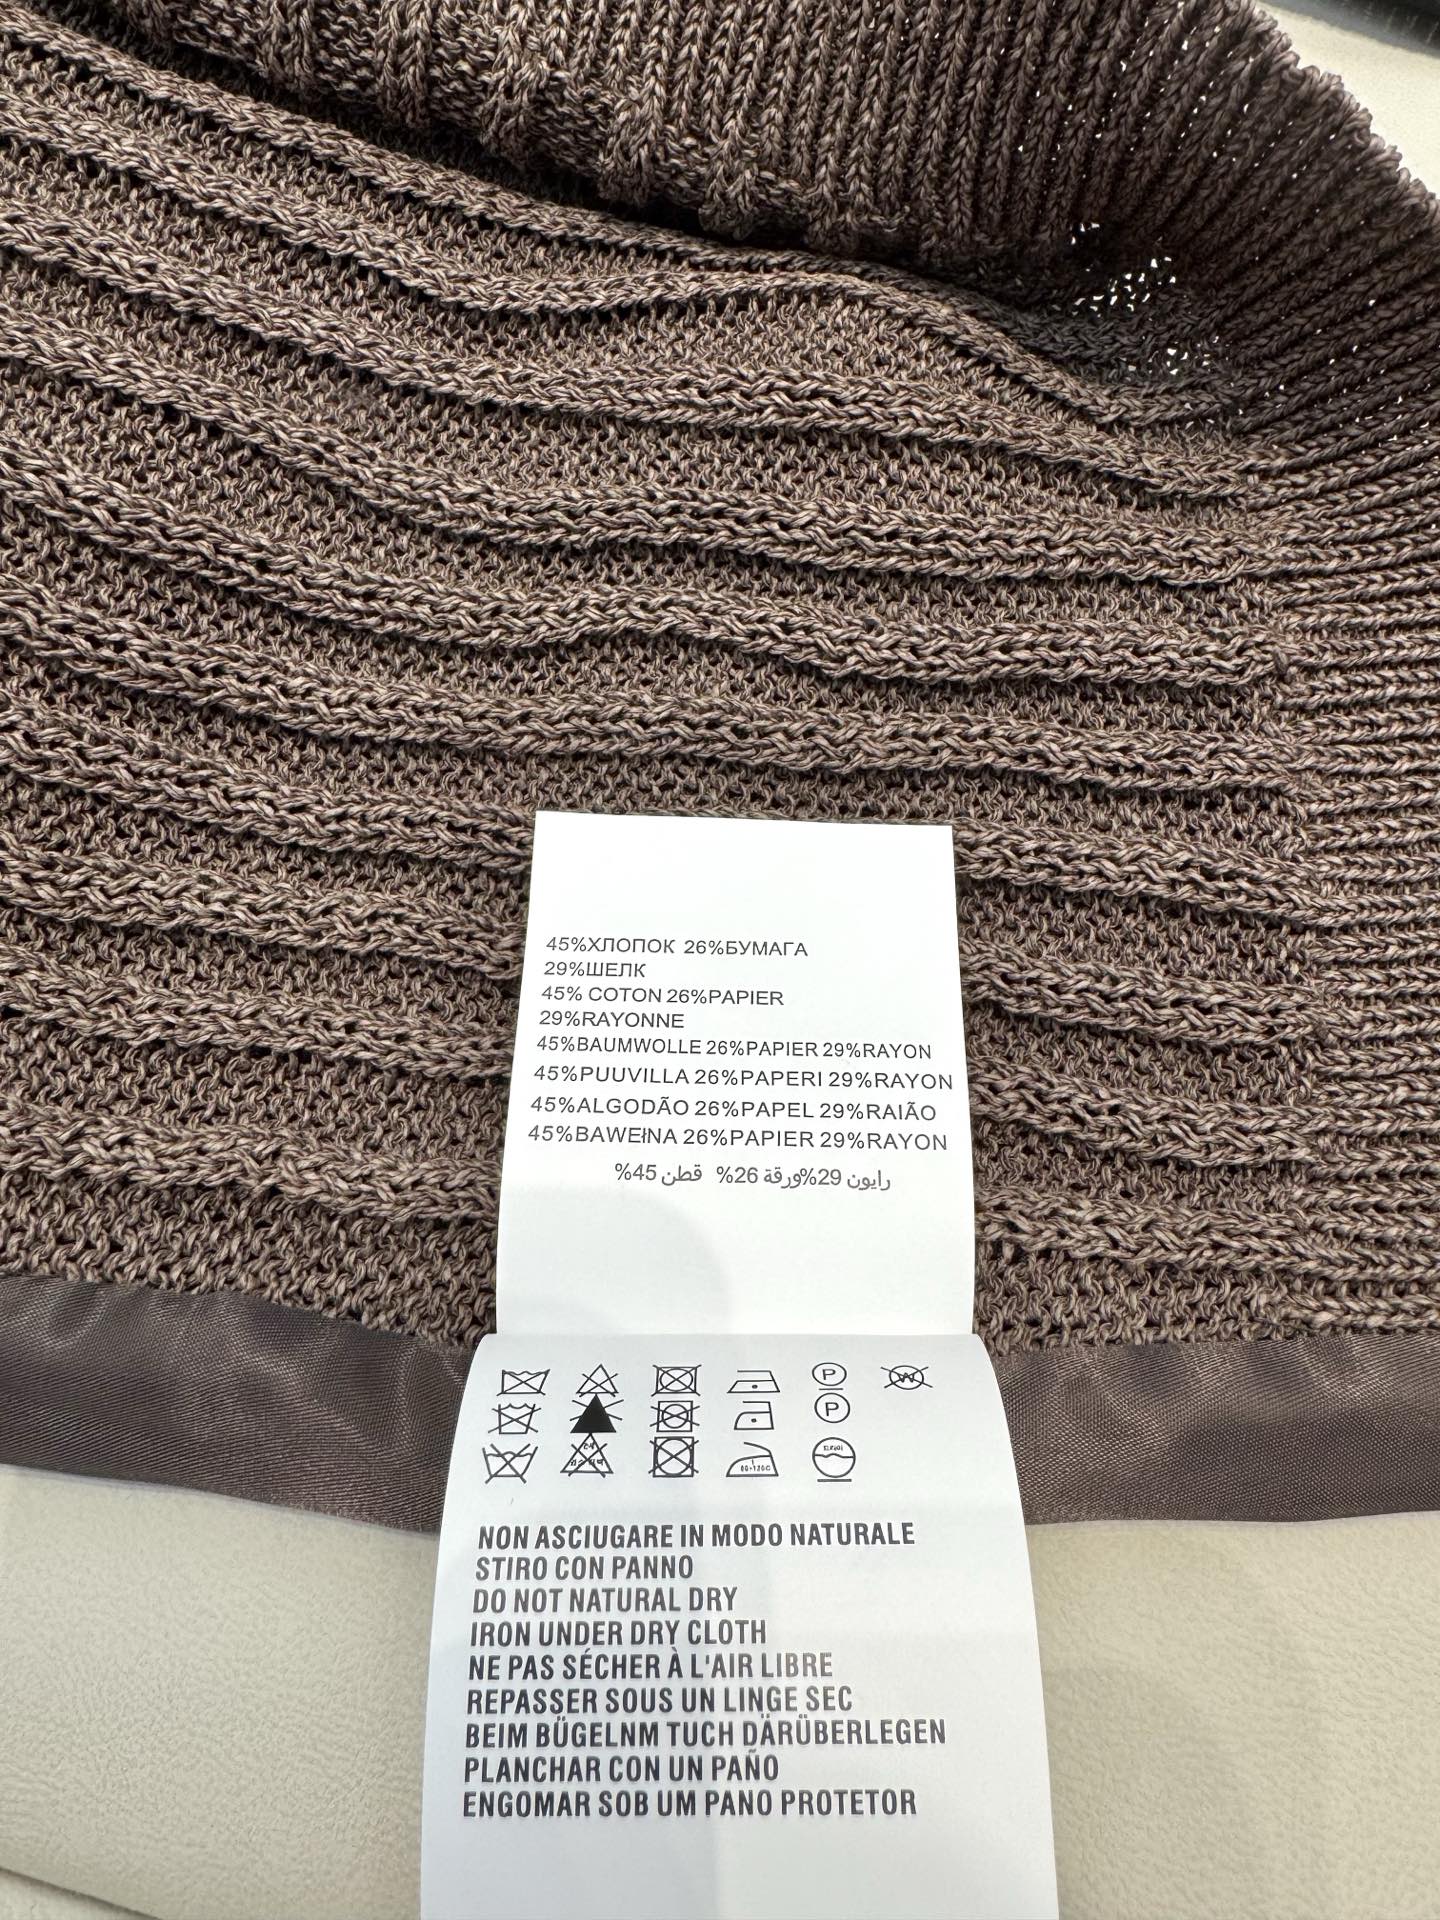 45%ХЛОПОК 26%БУМАГА
29%ШЕЛК
45% COTON 26%PAPIER
29%RAYONNE
45%BAUMWOLLE 26%PAPIER 29%RAYON
45%PUUVILLA 26%PAPERI 29%RAYON
45%ALGODÃO 26%PAPEL 29%RAIÃO
45%BAWEłNA 26%PAPIER 29%RAYON
رايون 29%ورقة 26% قطن 45%
P W
P
NON ASCIUGARE IN MODO NATURALE
STIRO CON PANNO
DO NOT NATURAL DRY
IRON UNDER DRY CLOTH
NE PAS SÉCHER À L'AIR LIBRE
REPASSER SOUS UN LINGE SEC
BEIM BÜGELNM TUCH DÄRÜBERLEGEN
PLANCHAR CON UN PAÑO
ENGOMAR SOB UM PANO PROTETOR